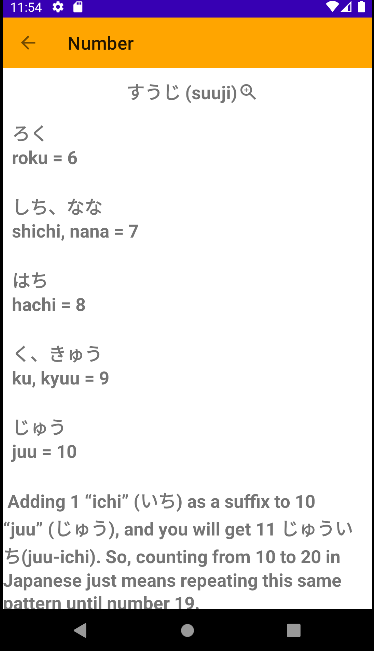 11:54
Number
すうじ (suuji)
ろく
roku = 6
しち、なな
shichi, nana = 7
はち
hachi = 8
く、きゅう
ku, kyuu = 9
じゅう
juu = 10
Adding 1 “ichi” (いち) as a suffix to 10
“juu” (じゅう), and you will get 11 じゅうい
ち(juu-ichi). So, counting from 10 to 20 in
Japanese just means repeating this same
pattern until number 19.